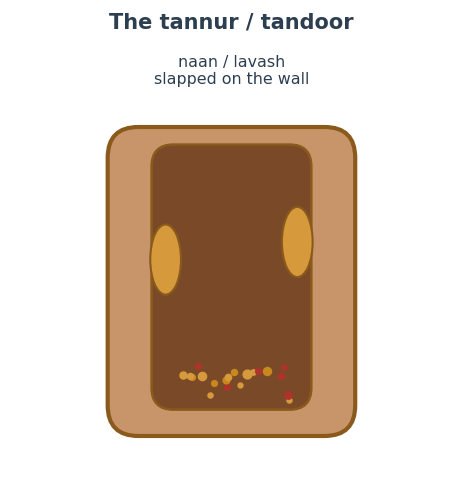 The tannur / tandoor
naan / lavash
slapped on the wall